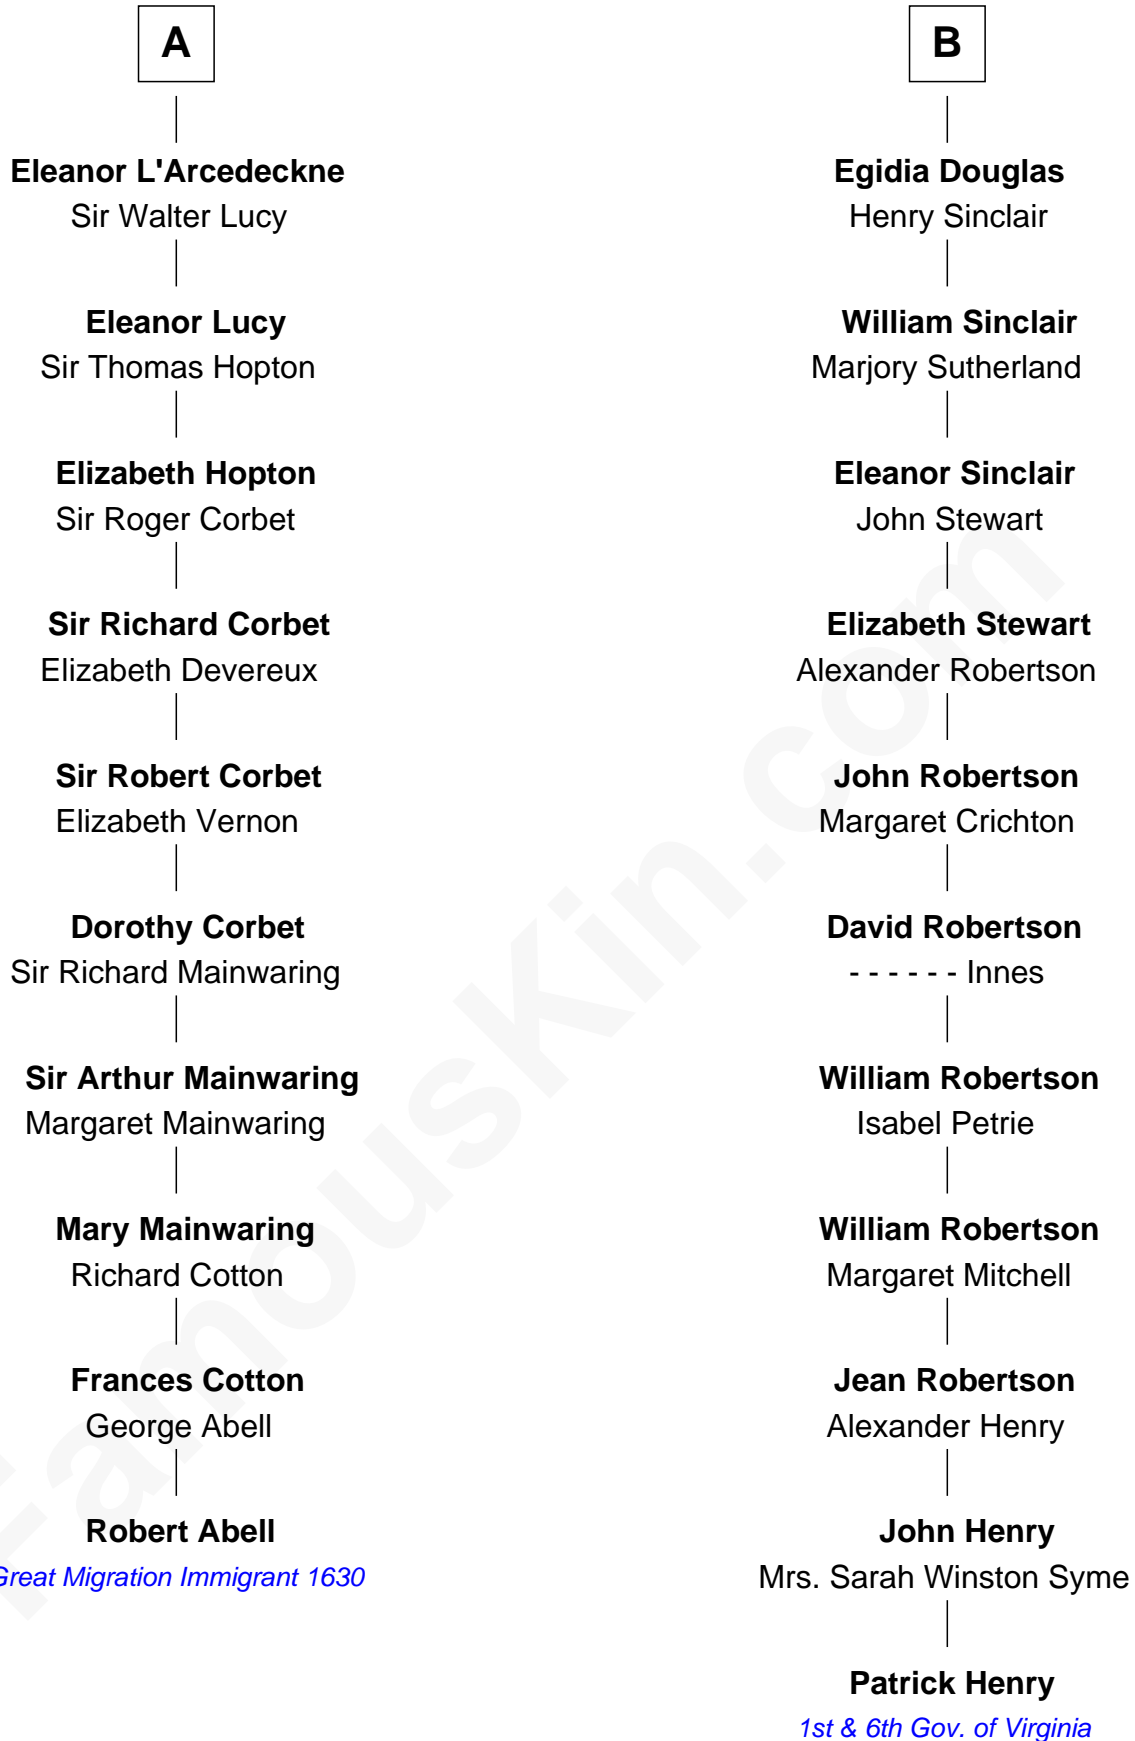 A
Eleanor L'Arcedeckne
Sir Walter Lucy
Eleanor Lucy
Sir Thomas Hopton
Elizabeth Hopton
Sir Roger Corbet
Sir Richard Corbet
Elizabeth Devereux
Sir Robert Corbet
Elizabeth Vernon
Dorothy Corbet
Sir Richard Mainwaring
Sir Arthur Mainwaring
Margaret Mainwaring
Mary Mainwaring
Richard Cotton
Frances Cotton
George Abell
Robert Abell
Great Migration Immigrant 1630
B
Egidia Douglas
Henry Sinclair
William Sinclair
Marjory Sutherland
Eleanor Sinclair
John Stewart
Elizabeth Stewart
Alexander Robertson
John Robertson
Margaret Crichton
David Robertson
- - - - - - Innes
William Robertson
Isabel Petrie
William Robertson
Margaret Mitchell
Jean Robertson
Alexander Henry
John Henry
Mrs. Sarah Winston Syme
Patrick Henry
1st & 6th Gov. of Virginia
FamousKin.com